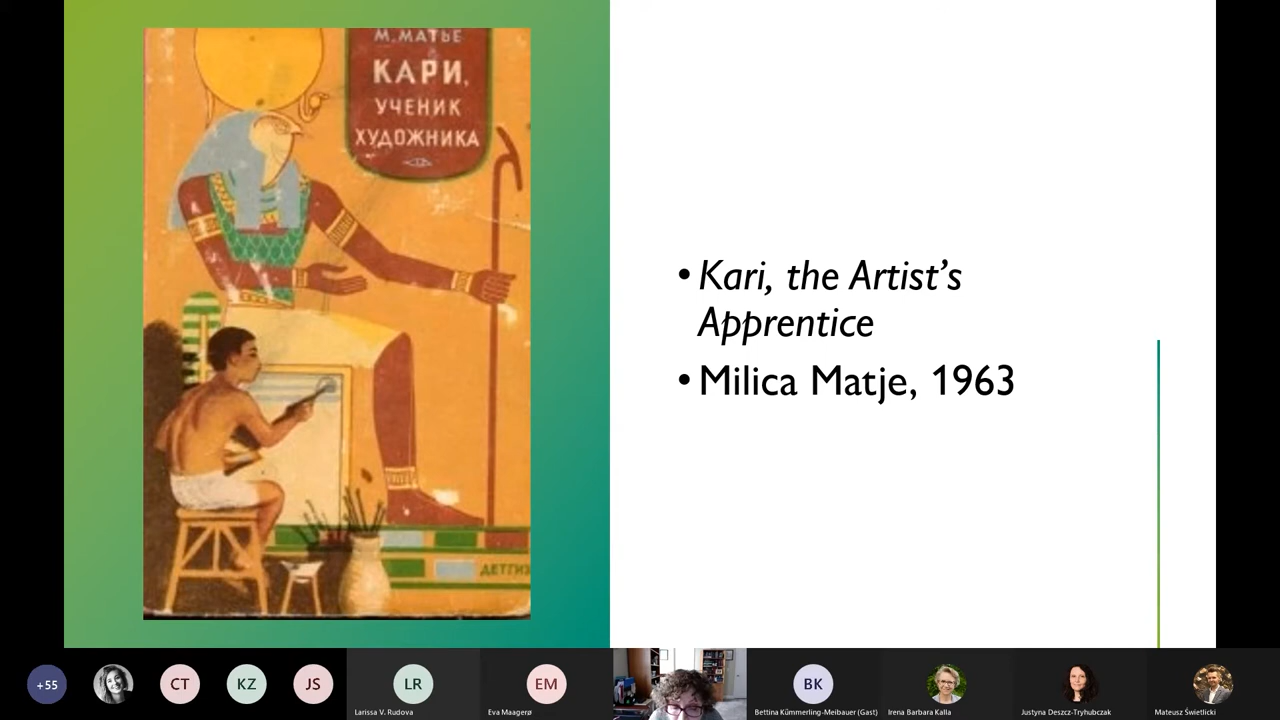 М. МАТЬЕ
КАРИ,
УЧЕНИК
ХУДОЖНИКА
ДЕТГИЗ
• Kari, the Artist's
Apprentice
• Milica Matje, 1963
+55
CT
KZ
JS
LR
Larissa V. Rudova
EM
Eva Maagerø
BK
Bettina Kümmerling-Meibauer (Gast)
Irena Barbara Kalla
Justyna Deszcz-Tryhubczak
Mateusz Świetlicki